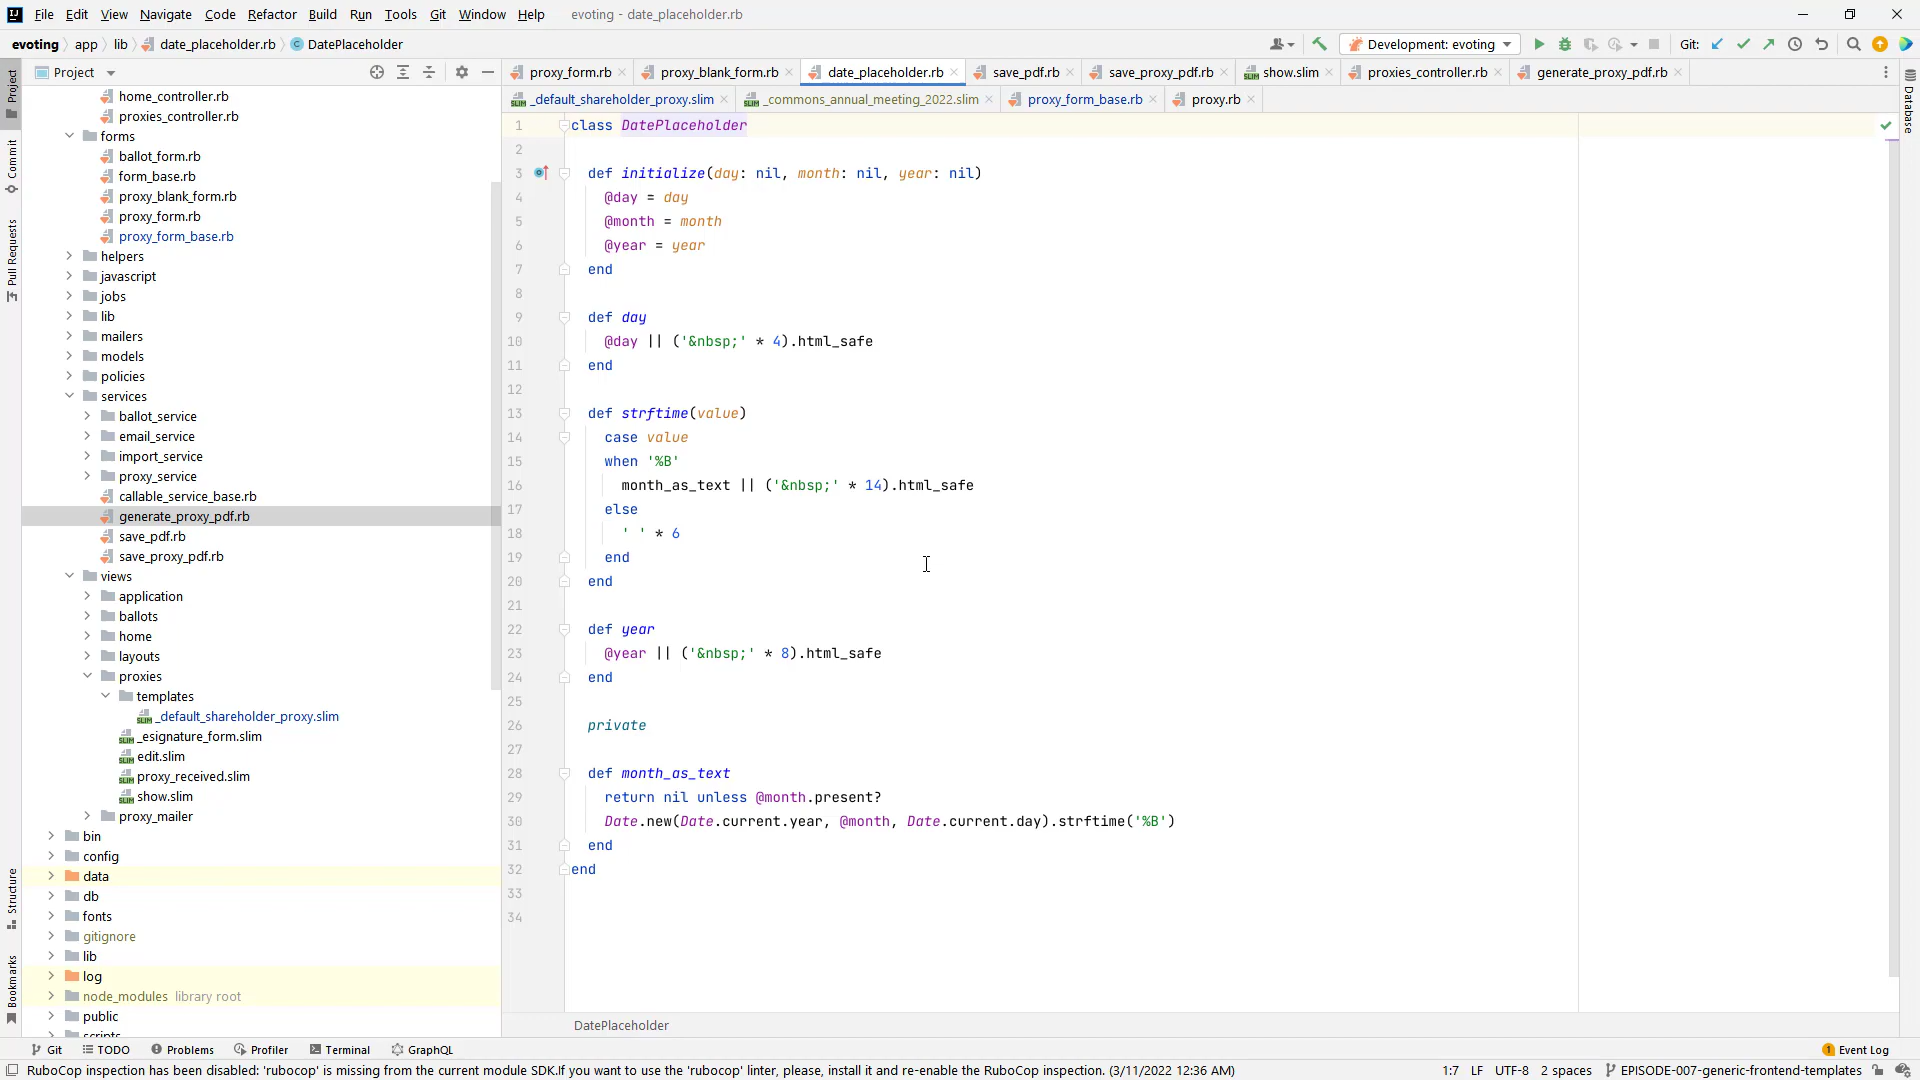 File Edit View Navigate Code Refactor Build Run Tools Git Window Help evoting - date_placeholder.rb
evoting app lib date_placeholder.rb DatePlaceholder
Development: evoting
Git:
Project
proxy_form.rb proxy_blank_form.rb date_placeholder.rb save_pdf.rb save_proxy_pdf.rb show.slim proxies_controller.rb generate_proxy_pdf.rb
_default_shareholder_proxy.slim _commons_annual_meeting_2022.slim proxy_form_base.rb proxy.rb
Project
Commit
Pull Requests
Structure
Bookmarks
home_controller.rb
proxies_controller.rb
forms
ballot_form.rb
form_base.rb
proxy_blank_form.rb
proxy_form.rb
proxy_form_base.rb
helpers
javascript
jobs
lib
mailers
models
policies
services
ballot_service
email_service
import_service
proxy_service
callable_service_base.rb
generate_proxy_pdf.rb
save_pdf.rb
save_proxy_pdf.rb
views
application
ballots
home
layouts
proxies
templates
_default_shareholder_proxy.slim
_esignature_form.slim
edit.slim
proxy_received.slim
show.slim
proxy_mailer
bin
config
data
db
fonts
gitignore
lib
log
node_modules library root
public
scripts
1 class DatePlaceholder
2
3 def initialize(day: nil, month: nil, year: nil)
4 @day = day
5 @month = month
6 @year = year
7 end
8
9 def day
10 @day || ('&nbsp;' * 4).html_safe
11 end
12
13 def strftime(value)
14 case value
15 when '%B'
16 month_as_text || ('&nbsp;' * 14).html_safe
17 else
18 ' ' * 6
19 end
20 end
21
22 def year
23 @year || ('&nbsp;' * 8).html_safe
24 end
25
26 private
27
28 def month_as_text
29 return nil unless @month.present?
30 Date.new(Date.current.year, @month, Date.current.day).strftime('%B')
31 end
32 end
33
34
Database
DatePlaceholder
Git TODO Problems Profiler Terminal GraphQL
1 Event Log
RuboCop inspection has been disabled: 'rubocop' is missing from the current module SDK.If you want to use the 'rubocop' linter, please, install it and re-enable the RuboCop inspection. (3/11/2022 12:36 AM)
1:7 LF UTF-8 2 spaces EPISODE-007-generic-frontend-templates